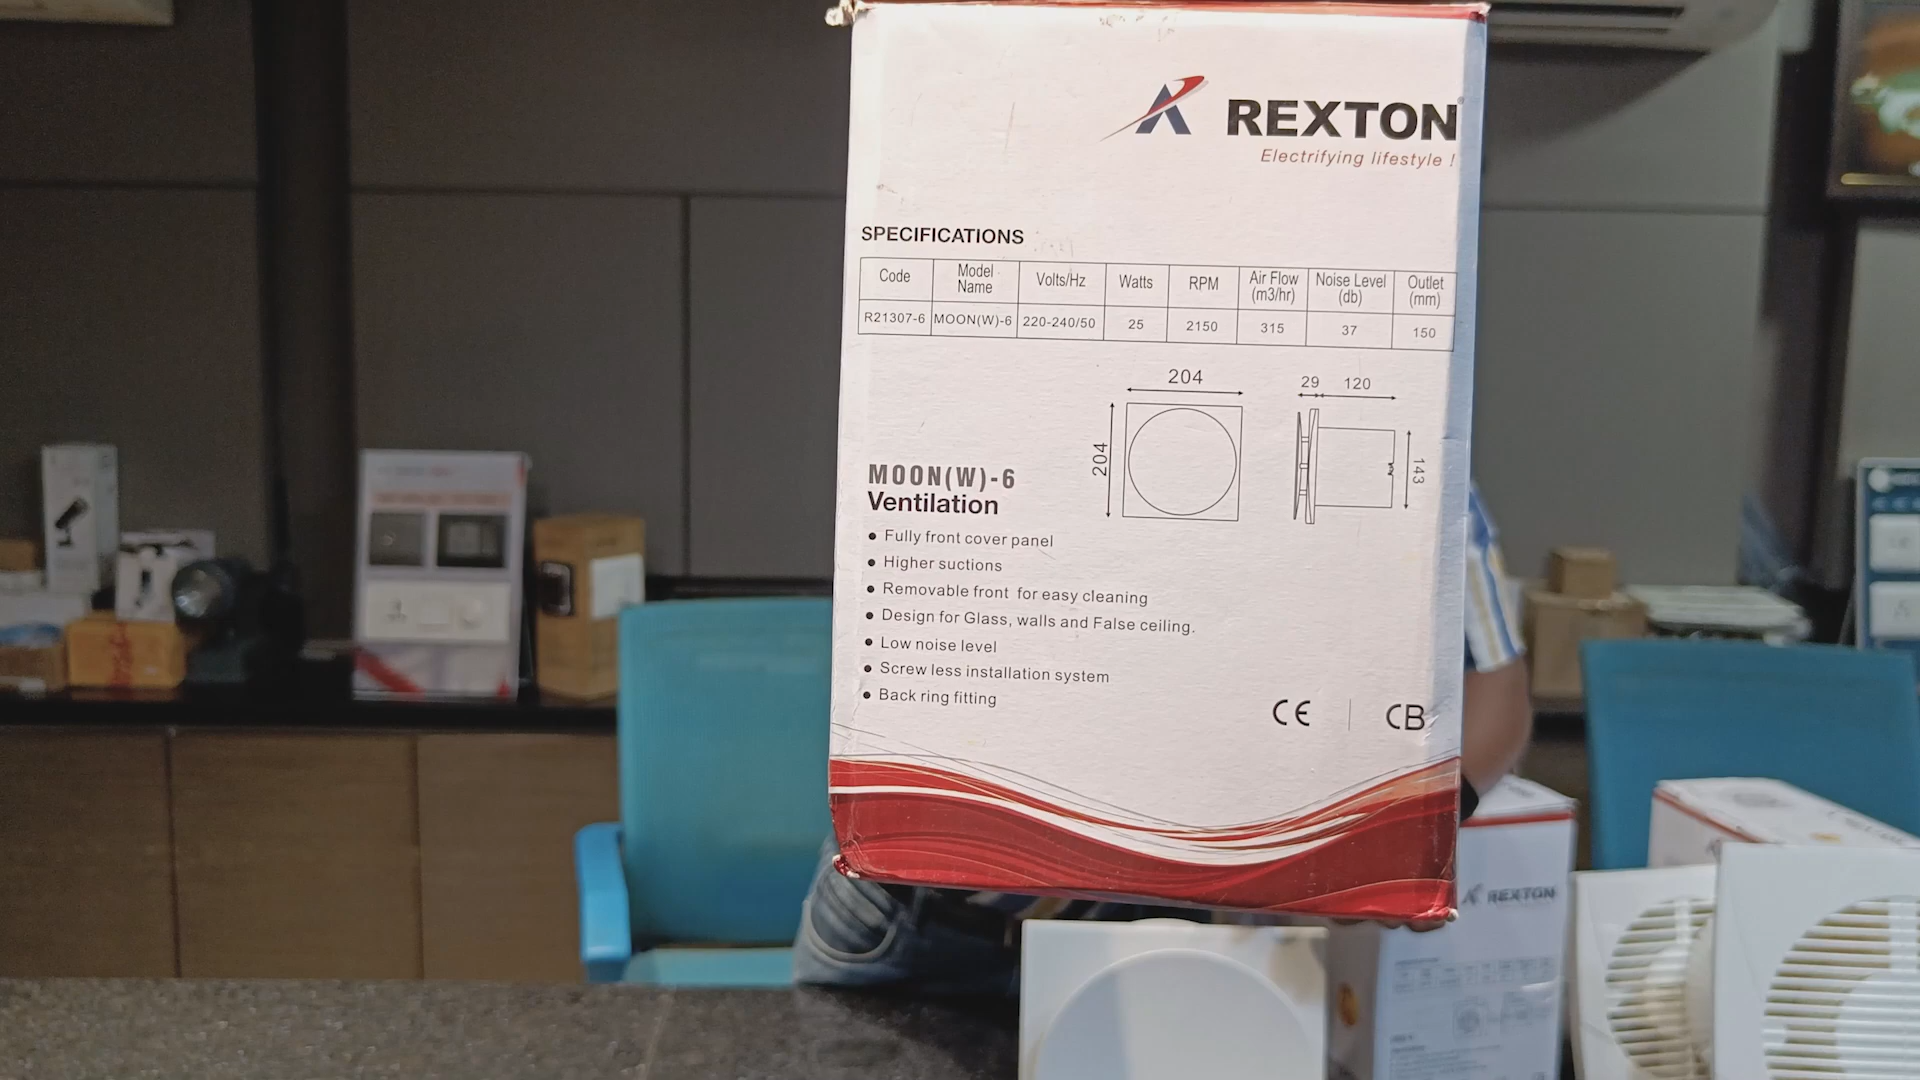 REXTON
Electrifying lifestyle !
SPECIFICATIONS
Code Model Name Volts/Hz Watts RPM Air Flow (m3/hr) Noise Level (db) Outlet (mm)
R21307-6 MOON(W)-6 220-240/50 25 2150 315 37 150
204
29 120
204
143
MOON(W)-6
Ventilation
● Fully front cover panel
● Higher suctions
● Removable front for easy cleaning
● Design for Glass, walls and False ceiling.
● Low noise level
● Screw less installation system
● Back ring fitting
CE | CB
REXTON